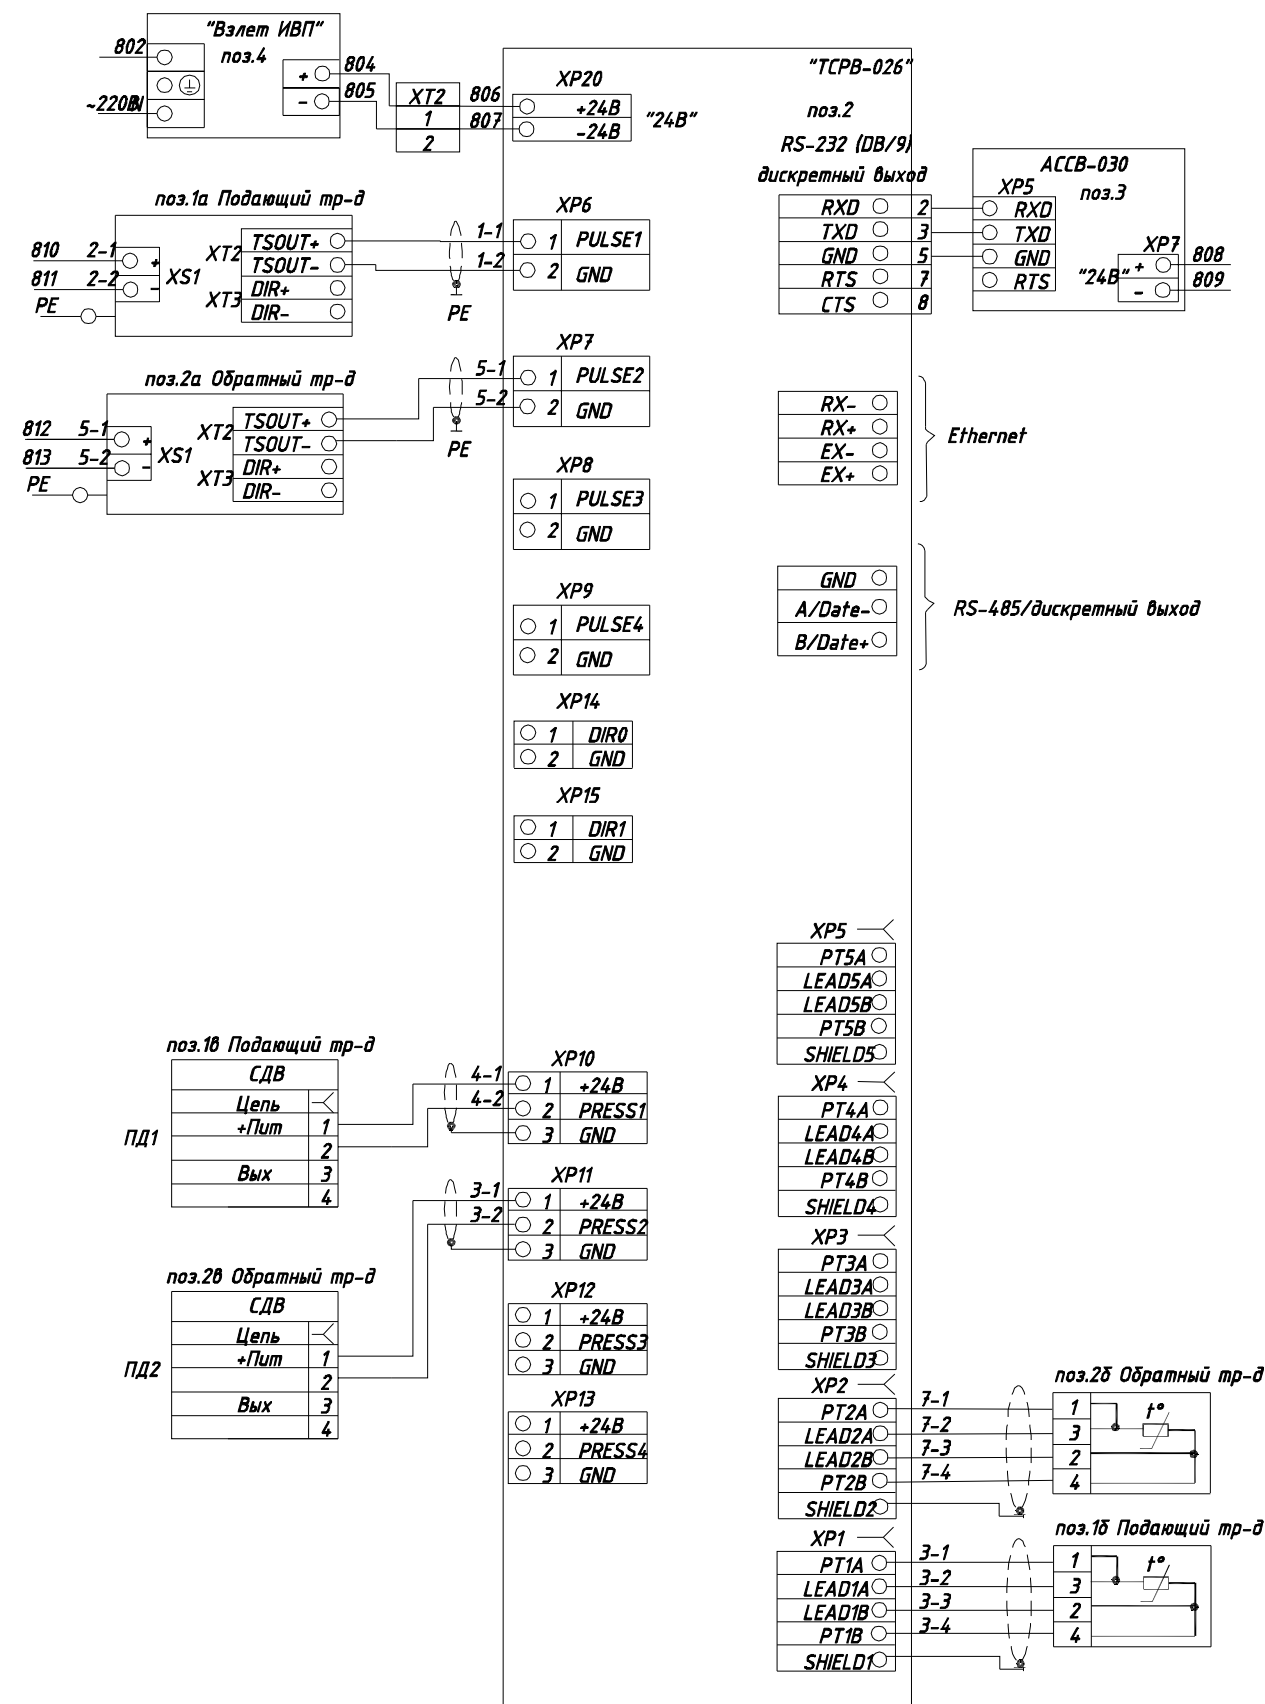 "Взлет ИВП"
поз.4
802
~220В
N
+
-
804
805
XT2
1
2
806
807
XP20
+24В
-24В
"24В"
"ТСРВ-026"
поз.2
RS-232 (DB/9)
дискретный выход
RXD 2
TXD 3
GND 5
RTS 7
CTS 8
АССВ-030
поз.3
XP5
RXD
TXD
GND
RTS
XP7
"24В"
+
-
808
809
поз.1а Подающий тр-д
810 2-1
811 2-2
PE
+
-
XS1
XT2
XT3
TSOUT+
TSOUT-
DIR+
DIR-
1-1
1-2
PE
XP6
1 PULSE1
2 GND
поз.2а Обратный тр-д
812 5-1
813 5-2
PE
+
-
XS1
XT2
XT3
TSOUT+
TSOUT-
DIR+
DIR-
5-1
5-2
PE
XP7
1 PULSE2
2 GND
XP8
1 PULSE3
2 GND
XP9
1 PULSE4
2 GND
XP14
1 DIR0
2 GND
XP15
1 DIR1
2 GND
RX-
RX+
EX-
EX+
Ethernet
GND
A/Date-
B/Date+
RS-485/дискретный выход
XP5
PT5A
LEAD5A
LEAD5B
PT5B
SHIELD5
XP4
PT4A
LEAD4A
LEAD4B
PT4B
SHIELD4
XP3
PT3A
LEAD3A
LEAD3B
PT3B
SHIELD3
XP2
PT2A
LEAD2A
LEAD2B
PT2B
SHIELD2
7-1
7-2
7-3
7-4
поз.2б Обратный тр-д
1
3
2
4
t°
XP1
PT1A
LEAD1A
LEAD1B
PT1B
SHIELD1
3-1
3-2
3-3
3-4
поз.1б Подающий тр-д
1
3
2
4
t°
поз.1в Подающий тр-д
ПД1
СДВ
Цепь
+Пит 1
2
Вых 3
4
4-1
4-2
XP10
1 +24В
2 PRESS1
3 GND
3-1
3-2
XP11
1 +24В
2 PRESS2
3 GND
поз.2в Обратный тр-д
ПД2
СДВ
Цепь
+Пит 1
2
Вых 3
4
XP12
1 +24В
2 PRESS3
3 GND
XP13
1 +24В
2 PRESS4
3 GND